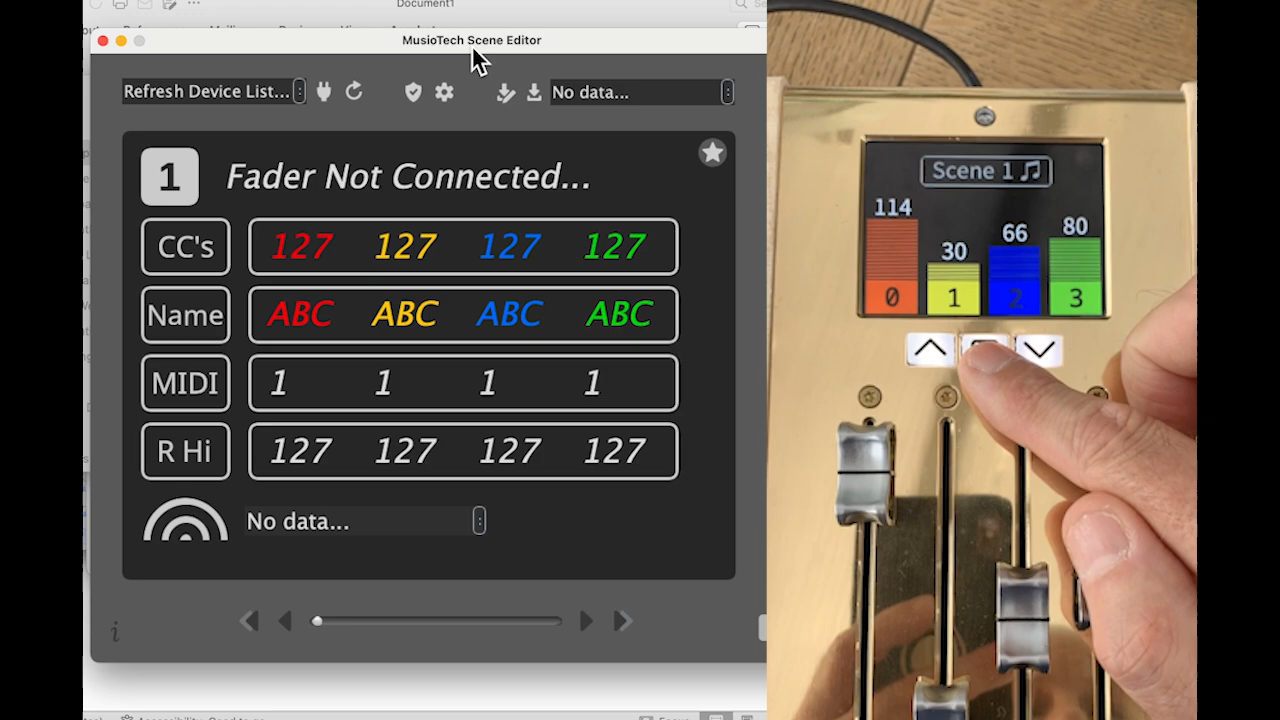 Document1
MusioTech Scene Editor
Refresh Device List...
No data...
1 Fader Not Connected...
CC's 127 127 127 127
Name ABC ABC ABC ABC
MIDI 1 1 1 1
R Hi 127 127 127 127
No data...
i
Scene 1
114 30 66 80
0 1 2 3